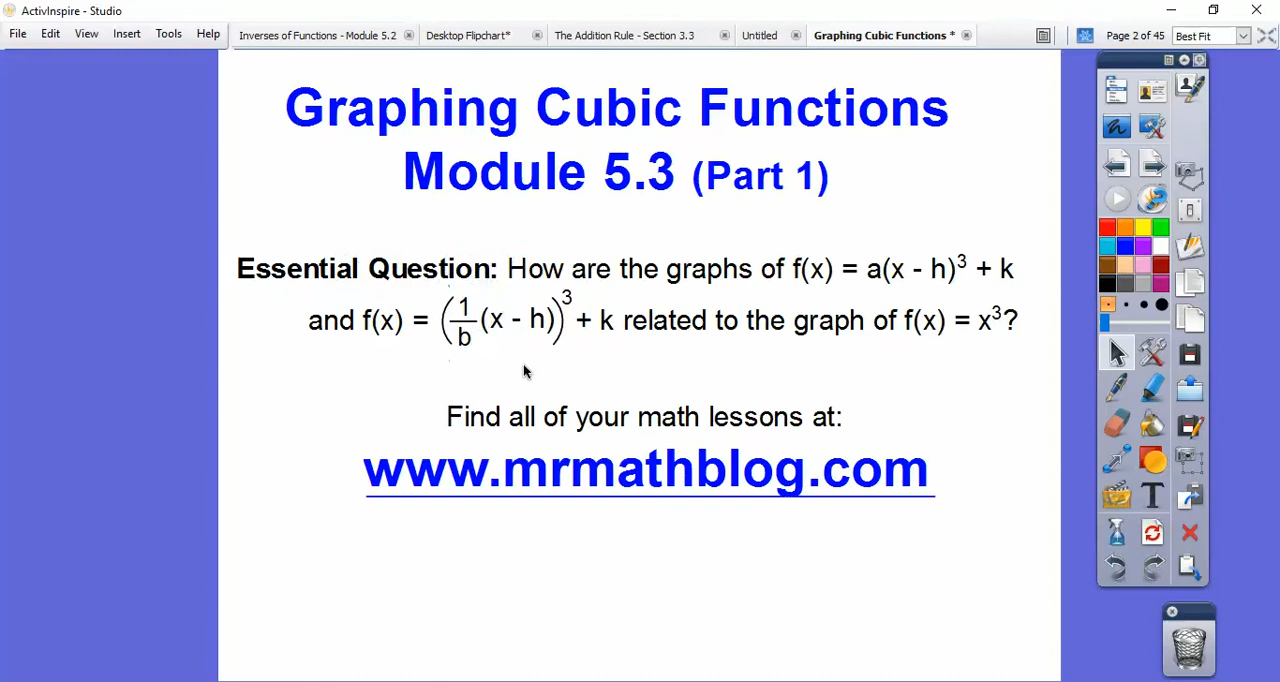 ActivInspire - Studio
File Edit View Insert Tools Help Inverses of Functions - Module 5.2 Desktop Flipchart* The Addition Rule - Section 3.3 Untitled Graphing Cubic Functions * Page 2 of 45 Best Fit
Graphing Cubic Functions
Module 5.3 (Part 1)
Essential Question: How are the graphs of f(x) = a(x - h)³ + k
and f(x) = (1/b(x - h))³ + k related to the graph of f(x) = x³?
Find all of your math lessons at:
www.mrmathblog.com